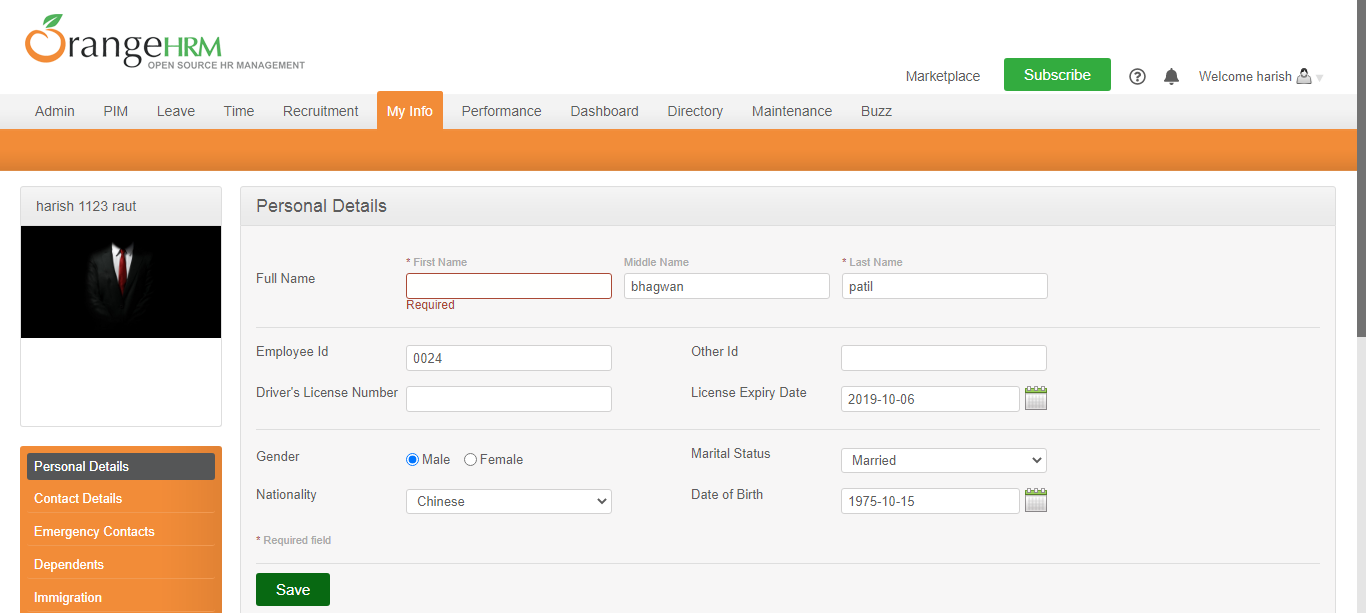 OrangeHRM
OPEN SOURCE HR MANAGEMENT
Marketplace Subscribe Welcome harish
Admin PIM Leave Time Recruitment My Info Performance Dashboard Directory Maintenance Buzz
harish 1123 raut
Personal Details
Contact Details
Emergency Contacts
Dependents
Immigration
Personal Details
* First Name Middle Name * Last Name
Full Name bhagwan patil
Required
Employee Id 0024 Other Id
Driver's License Number License Expiry Date 2019-10-06
Gender Male Female Marital Status Married
Nationality Chinese Date of Birth 1975-10-15
* Required field
Save